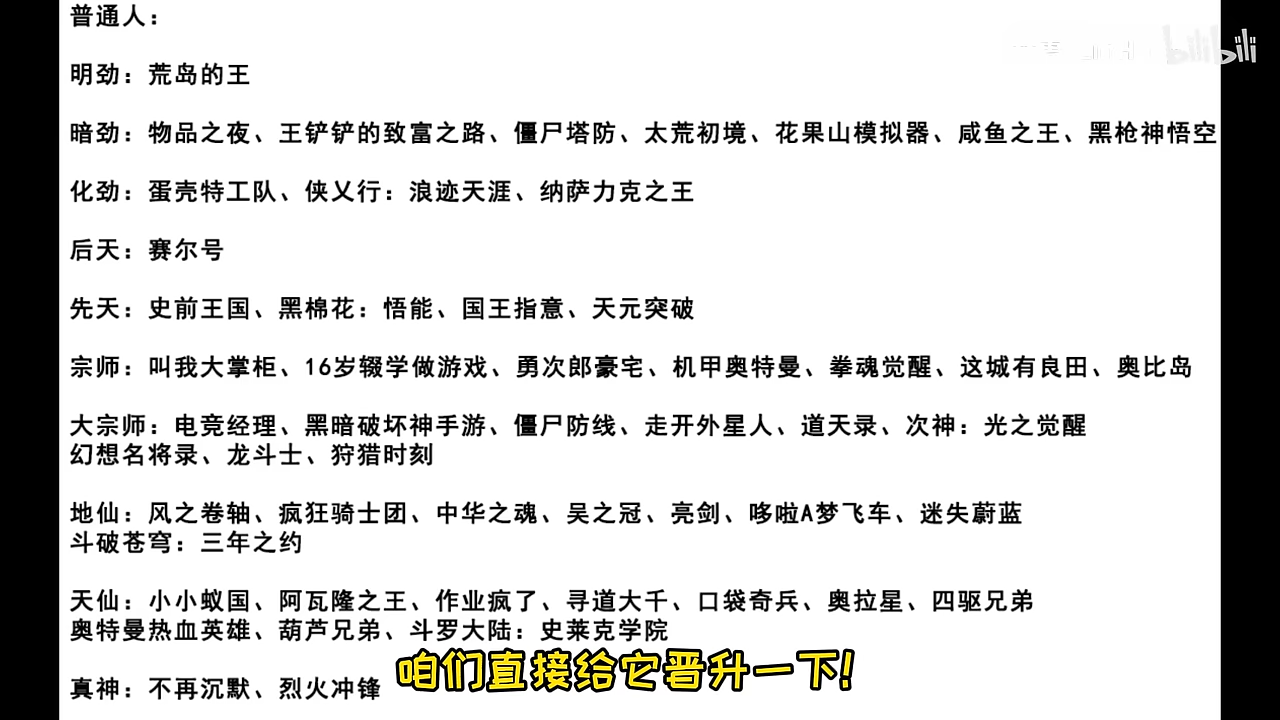 普通人：
明劲：荒岛的王
暗劲：物品之夜、王铲铲的致富之路、僵尸塔防、太荒初境、花果山模拟器、咸鱼之王、黑枪神悟空
化劲：蛋壳特工队、侠乂行：浪迹天涯、纳萨力克之王
后天：赛尔号
先天：史前王国、黑棉花：悟能、国王指意、天元突破
宗师：叫我大掌柜、16岁辍学做游戏、勇次郎豪宅、机甲奥特曼、拳魂觉醒、这城有良田、奥比岛
大宗师：电竞经理、黑暗破坏神手游、僵尸防线、走开外星人、道天录、次神：光之觉醒
幻想名将录、龙斗士、狩猎时刻
地仙：风之卷轴、疯狂骑士团、中华之魂、吴之冠、亮剑、哆啦A梦飞车、迷失蔚蓝
斗破苍穹：三年之约
天仙：小小蚁国、阿瓦隆之王、作业疯了、寻道大千、口袋奇兵、奥拉星、四驱兄弟
奥特曼热血英雄、葫芦兄弟、斗罗大陆：史莱克学院
真神：不再沉默、烈火冲锋
咱们直接给它晋升一下！
bilibili